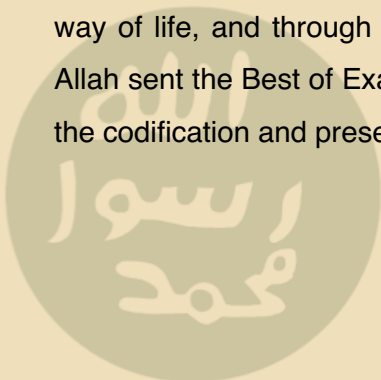 way of life, and through
Allah sent the Best of Exa
the codification and prese
الله
رسول
محمد